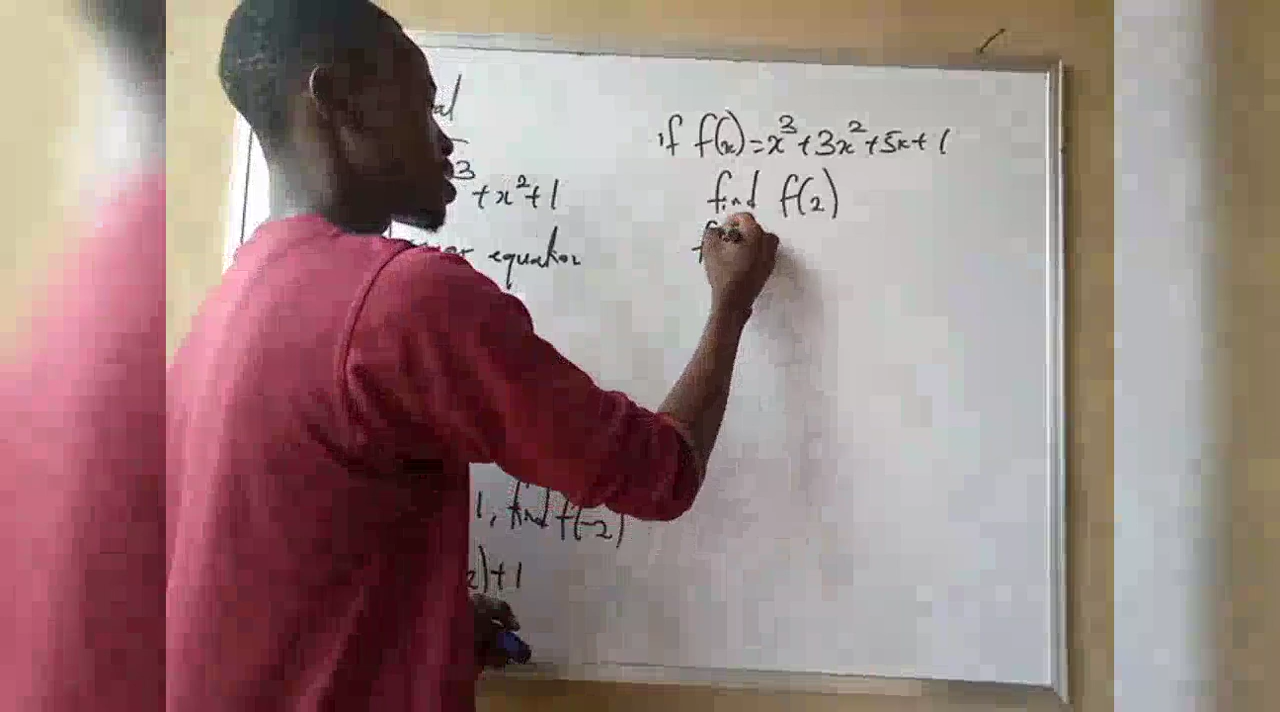 x²+1
equation
1, find f(-2)
)+1
if f(x)=x³+3x²+5x+1
find f(2)